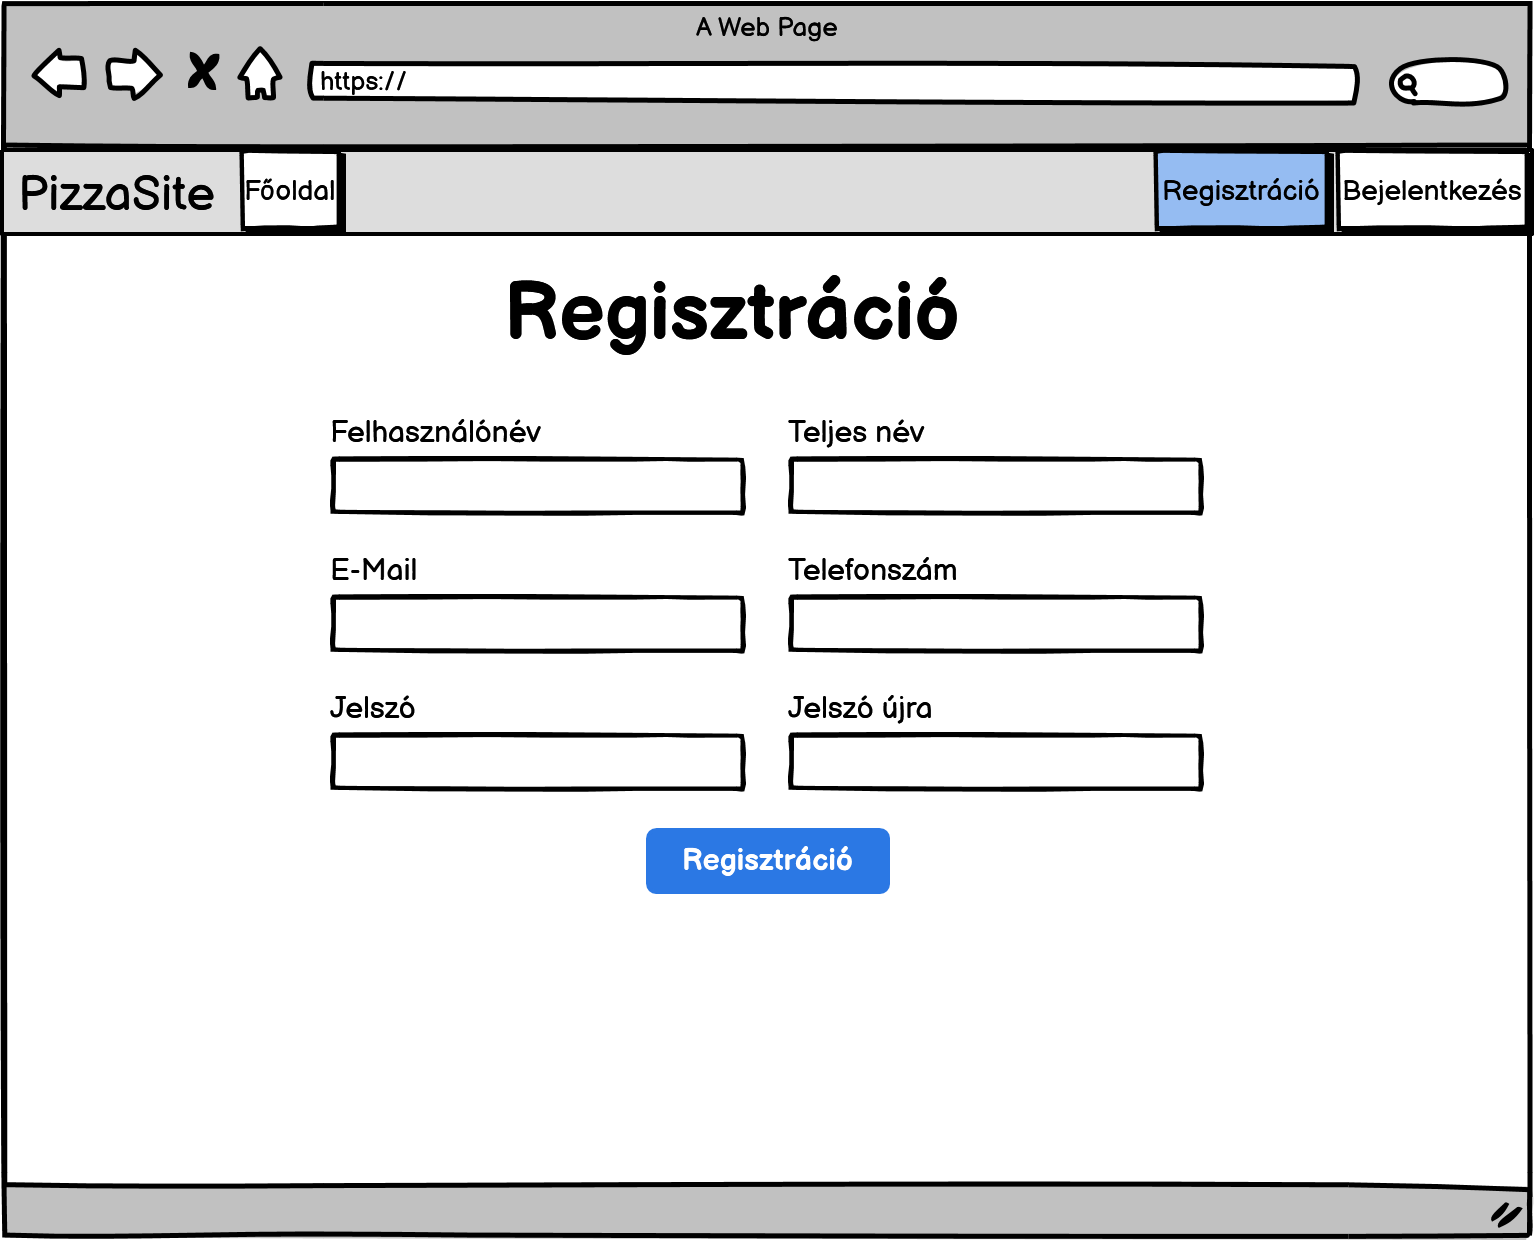 A Web Page
https://
PizzaSite Főoldal Regisztráció Bejelentkezés
Regisztráció
Felhasználónév Teljes név
E-Mail Telefonszám
Jelszó Jelszó újra
Regisztráció